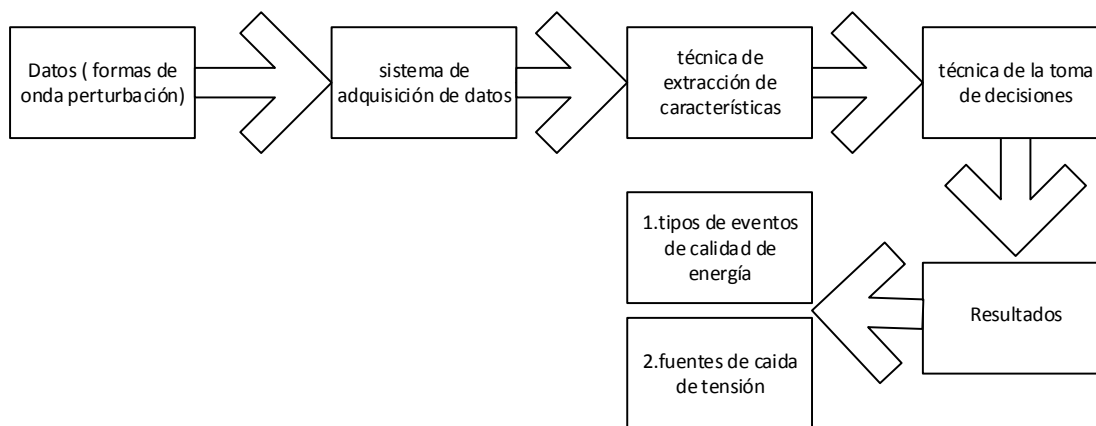 Datos ( formas de
onda perturbación)
sistema de
adquisición de datos
técnica de
extracción de
características
técnica de la toma
de decisiones
1.tipos de eventos
de calidad de
energía
Resultados
2.fuentes de caida
de tensión